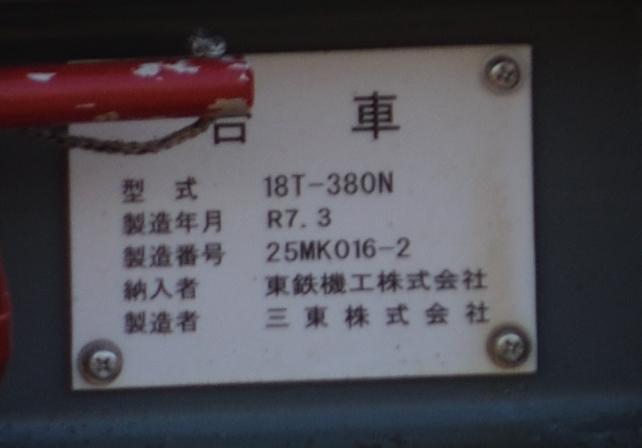 台 車
型 式 18T-380N
製造年月 R7.3
製造番号 25MK016-2
納入者 東鉄機工株式会社
製造者 三東株式会社